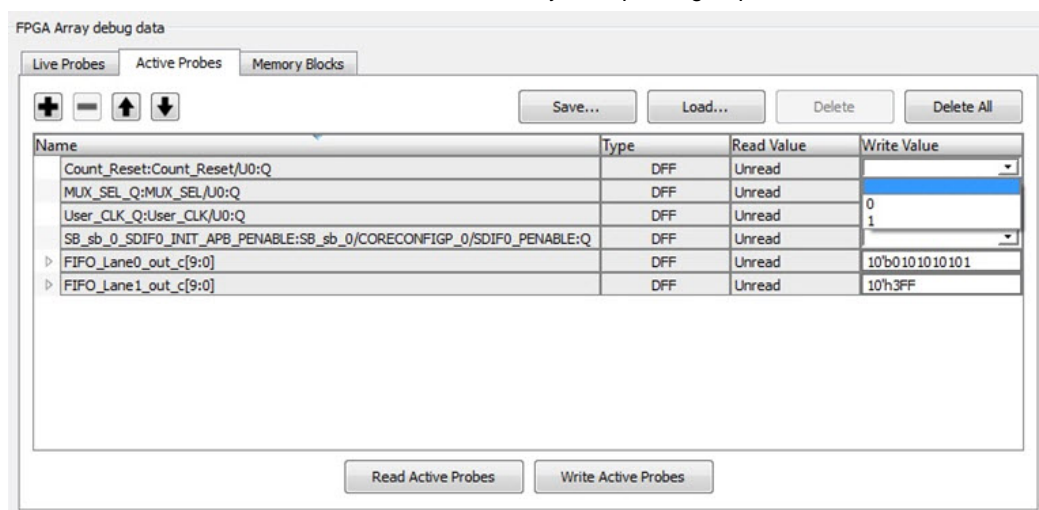 FPGA Array debug data
Live Probes Active Probes Memory Blocks
Save... Load... Delete Delete All
Name Type Read Value Write Value
Count_Reset:Count_Reset/U0:Q DFF Unread
MUX_SEL_Q:MUX_SEL/U0:Q DFF Unread
0
User_CLK_Q:User_CLK/U0:Q DFF Unread
1
SB_sb_0_SDIF0_INIT_APB_PENABLE:SB_sb_0/CORECONFIGP_0/SDIF0_PENABLE:Q DFF Unread
FIFO_Lane0_out_c[9:0] DFF Unread 10'b0101010101
FIFO_Lane1_out_c[9:0] DFF Unread 10'h3FF
Read Active Probes Write Active Probes